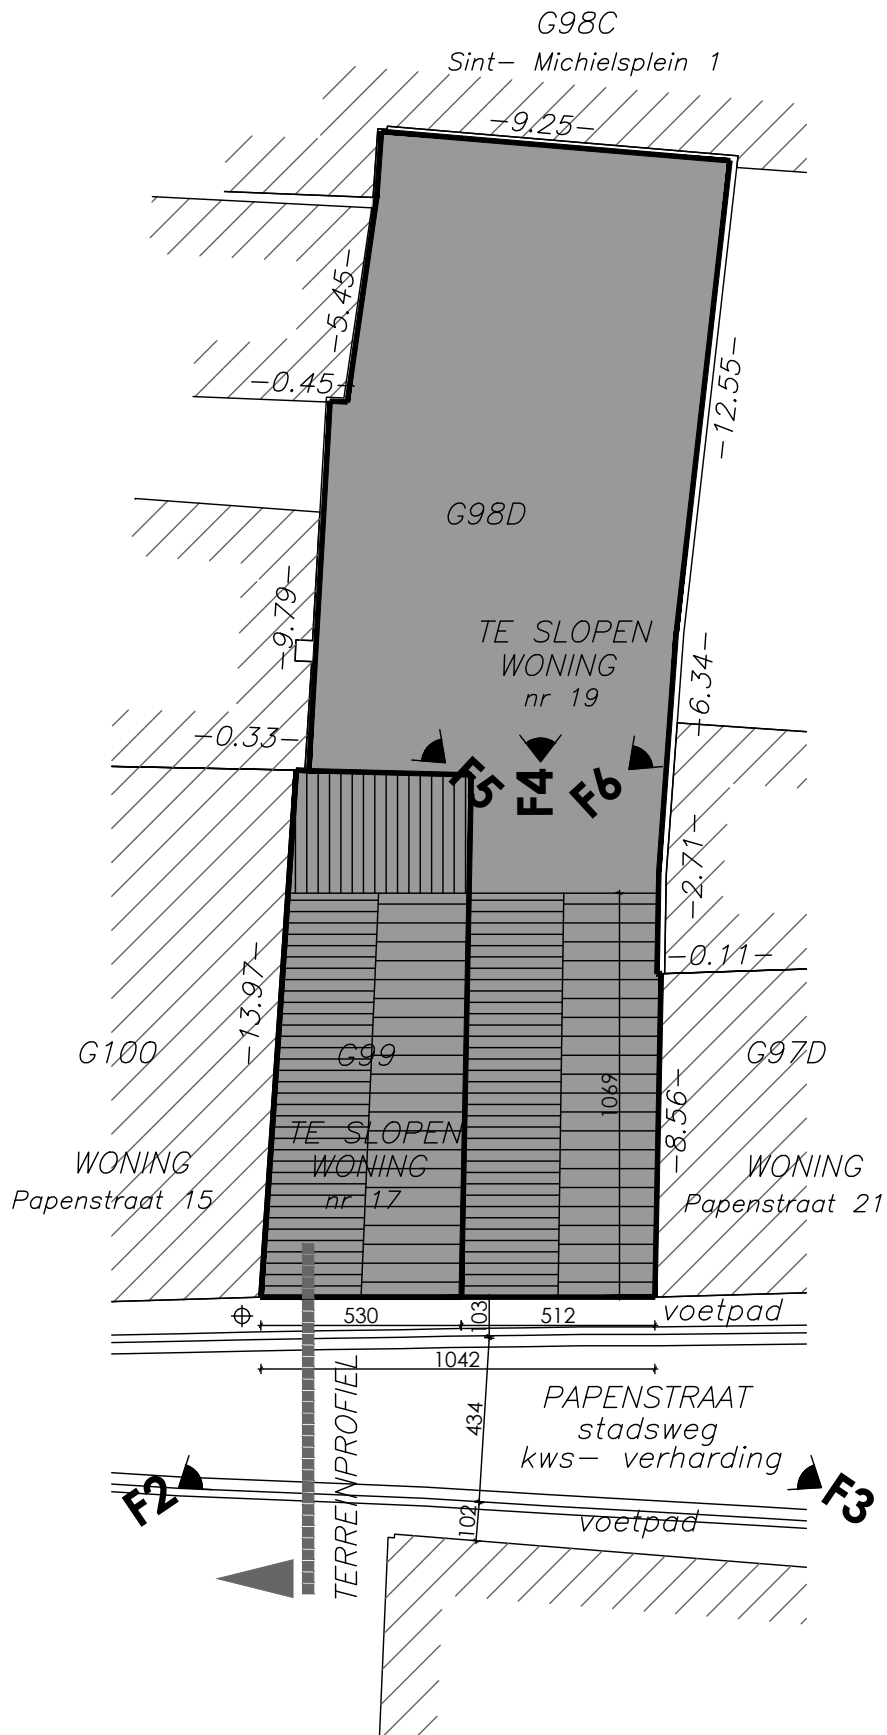 G98C
Sint- Michielsplein 1
-9.25-
-5.45-
-0.45-
-12.55-
G98D
-9.79-
TE SLOPEN
WONING
nr 19
-6.34-
-0.33-
F5
F4
F6
-2.71-
-0.11-
-13.97-
G100
G99
G97D
1069
-8.56-
TE SLOPEN
WONING
nr 17
WONING
Papenstraat 15
WONING
Papenstraat 21
530
103
512
voetpad
1042
TERREINPROFIEL
434
PAPENSTRAAT
stadsweg
kws- verharding
F2
F3
102
voetpad